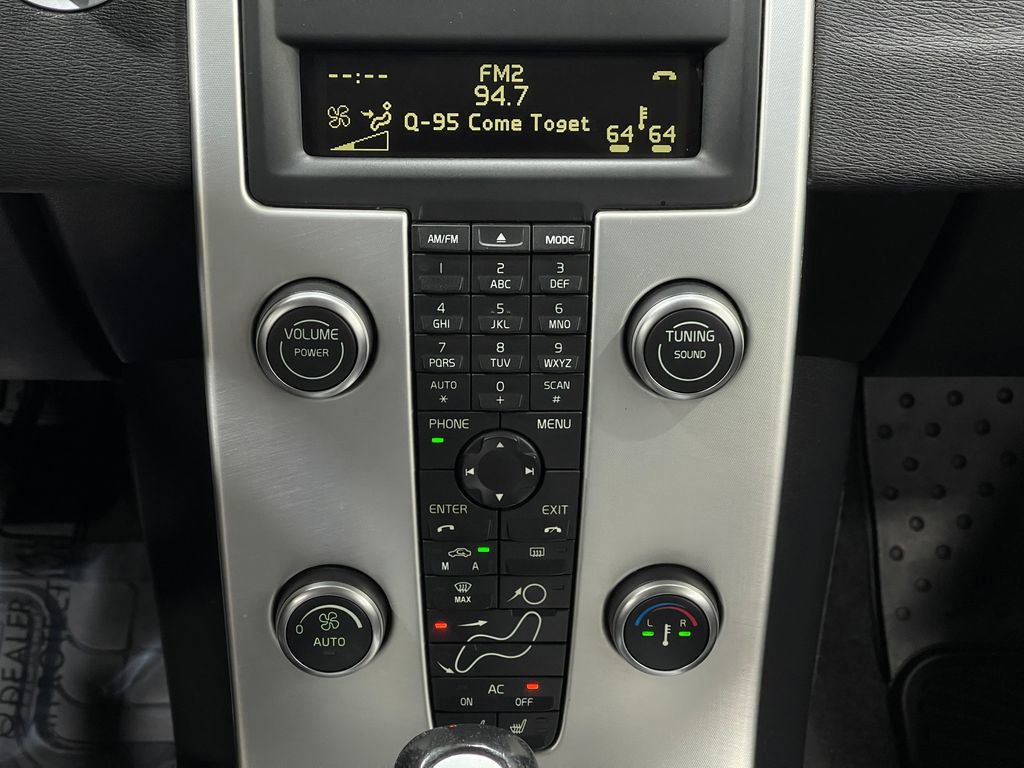 --:--
FM2
94.7
Q-95 Come Toget
64 64
AM/FM MODE
1 2 ABC 3 DEF
4 GHI 5 JKL 6 MNO
7 PQRS 8 TUV 9 WXYZ
AUTO * 0 + SCAN #
VOLUME
POWER
TUNING
SOUND
PHONE MENU
ENTER EXIT
M A
MAX
0 AUTO
L R
AC
ON OFF
DEALER